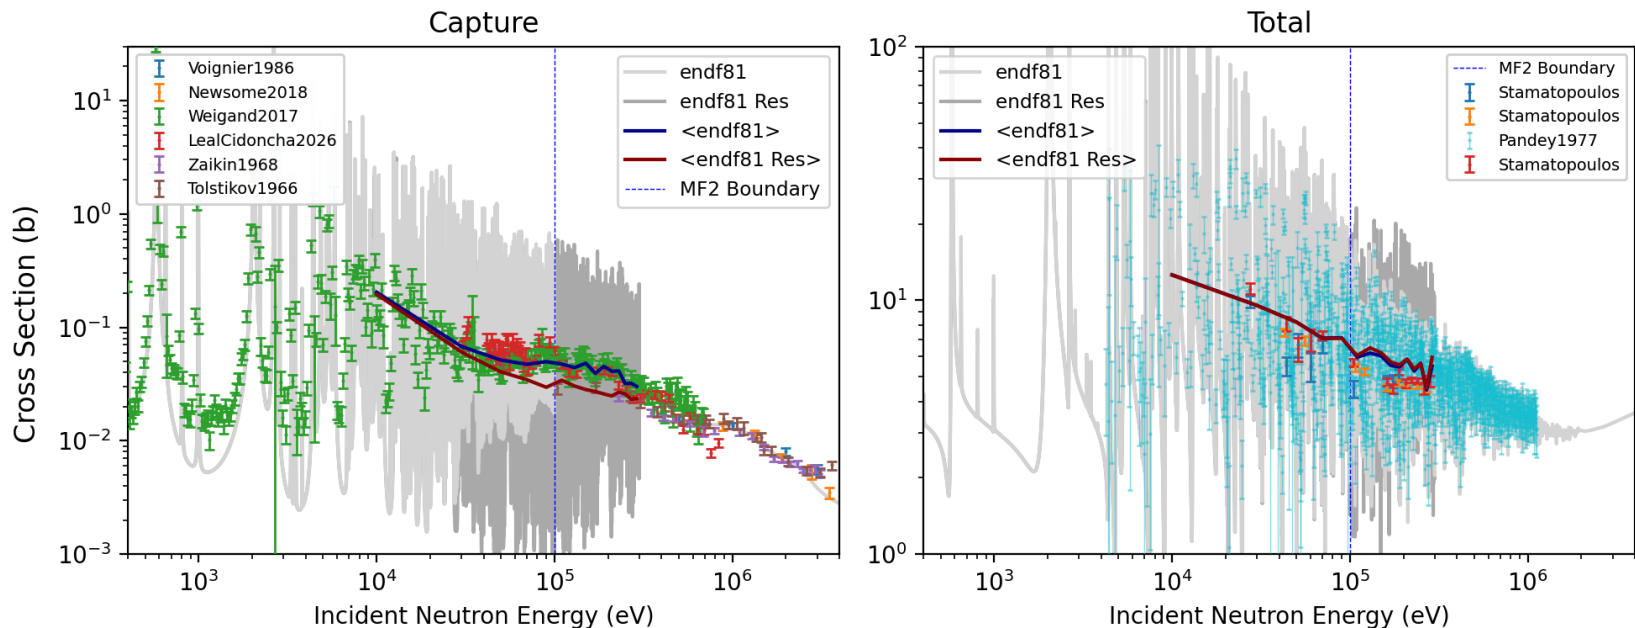 Capture
Total
Cross Section (b)
10¹
10⁰
10⁻¹
10⁻²
10⁻³
Voignier1986
Newsome2018
Weigand2017
LealCidoncha2026
Zaikin1968
Tolstikov1966
endf81
endf81 Res
<endf81>
<endf81 Res>
MF2 Boundary
10³
10⁴
10⁵
10⁶
Incident Neutron Energy (eV)
10²
10¹
10⁰
endf81
endf81 Res
<endf81>
<endf81 Res>
MF2 Boundary
Stamatopoulos
Stamatopoulos
Pandey1977
Stamatopoulos
10³
10⁴
10⁵
10⁶
Incident Neutron Energy (eV)